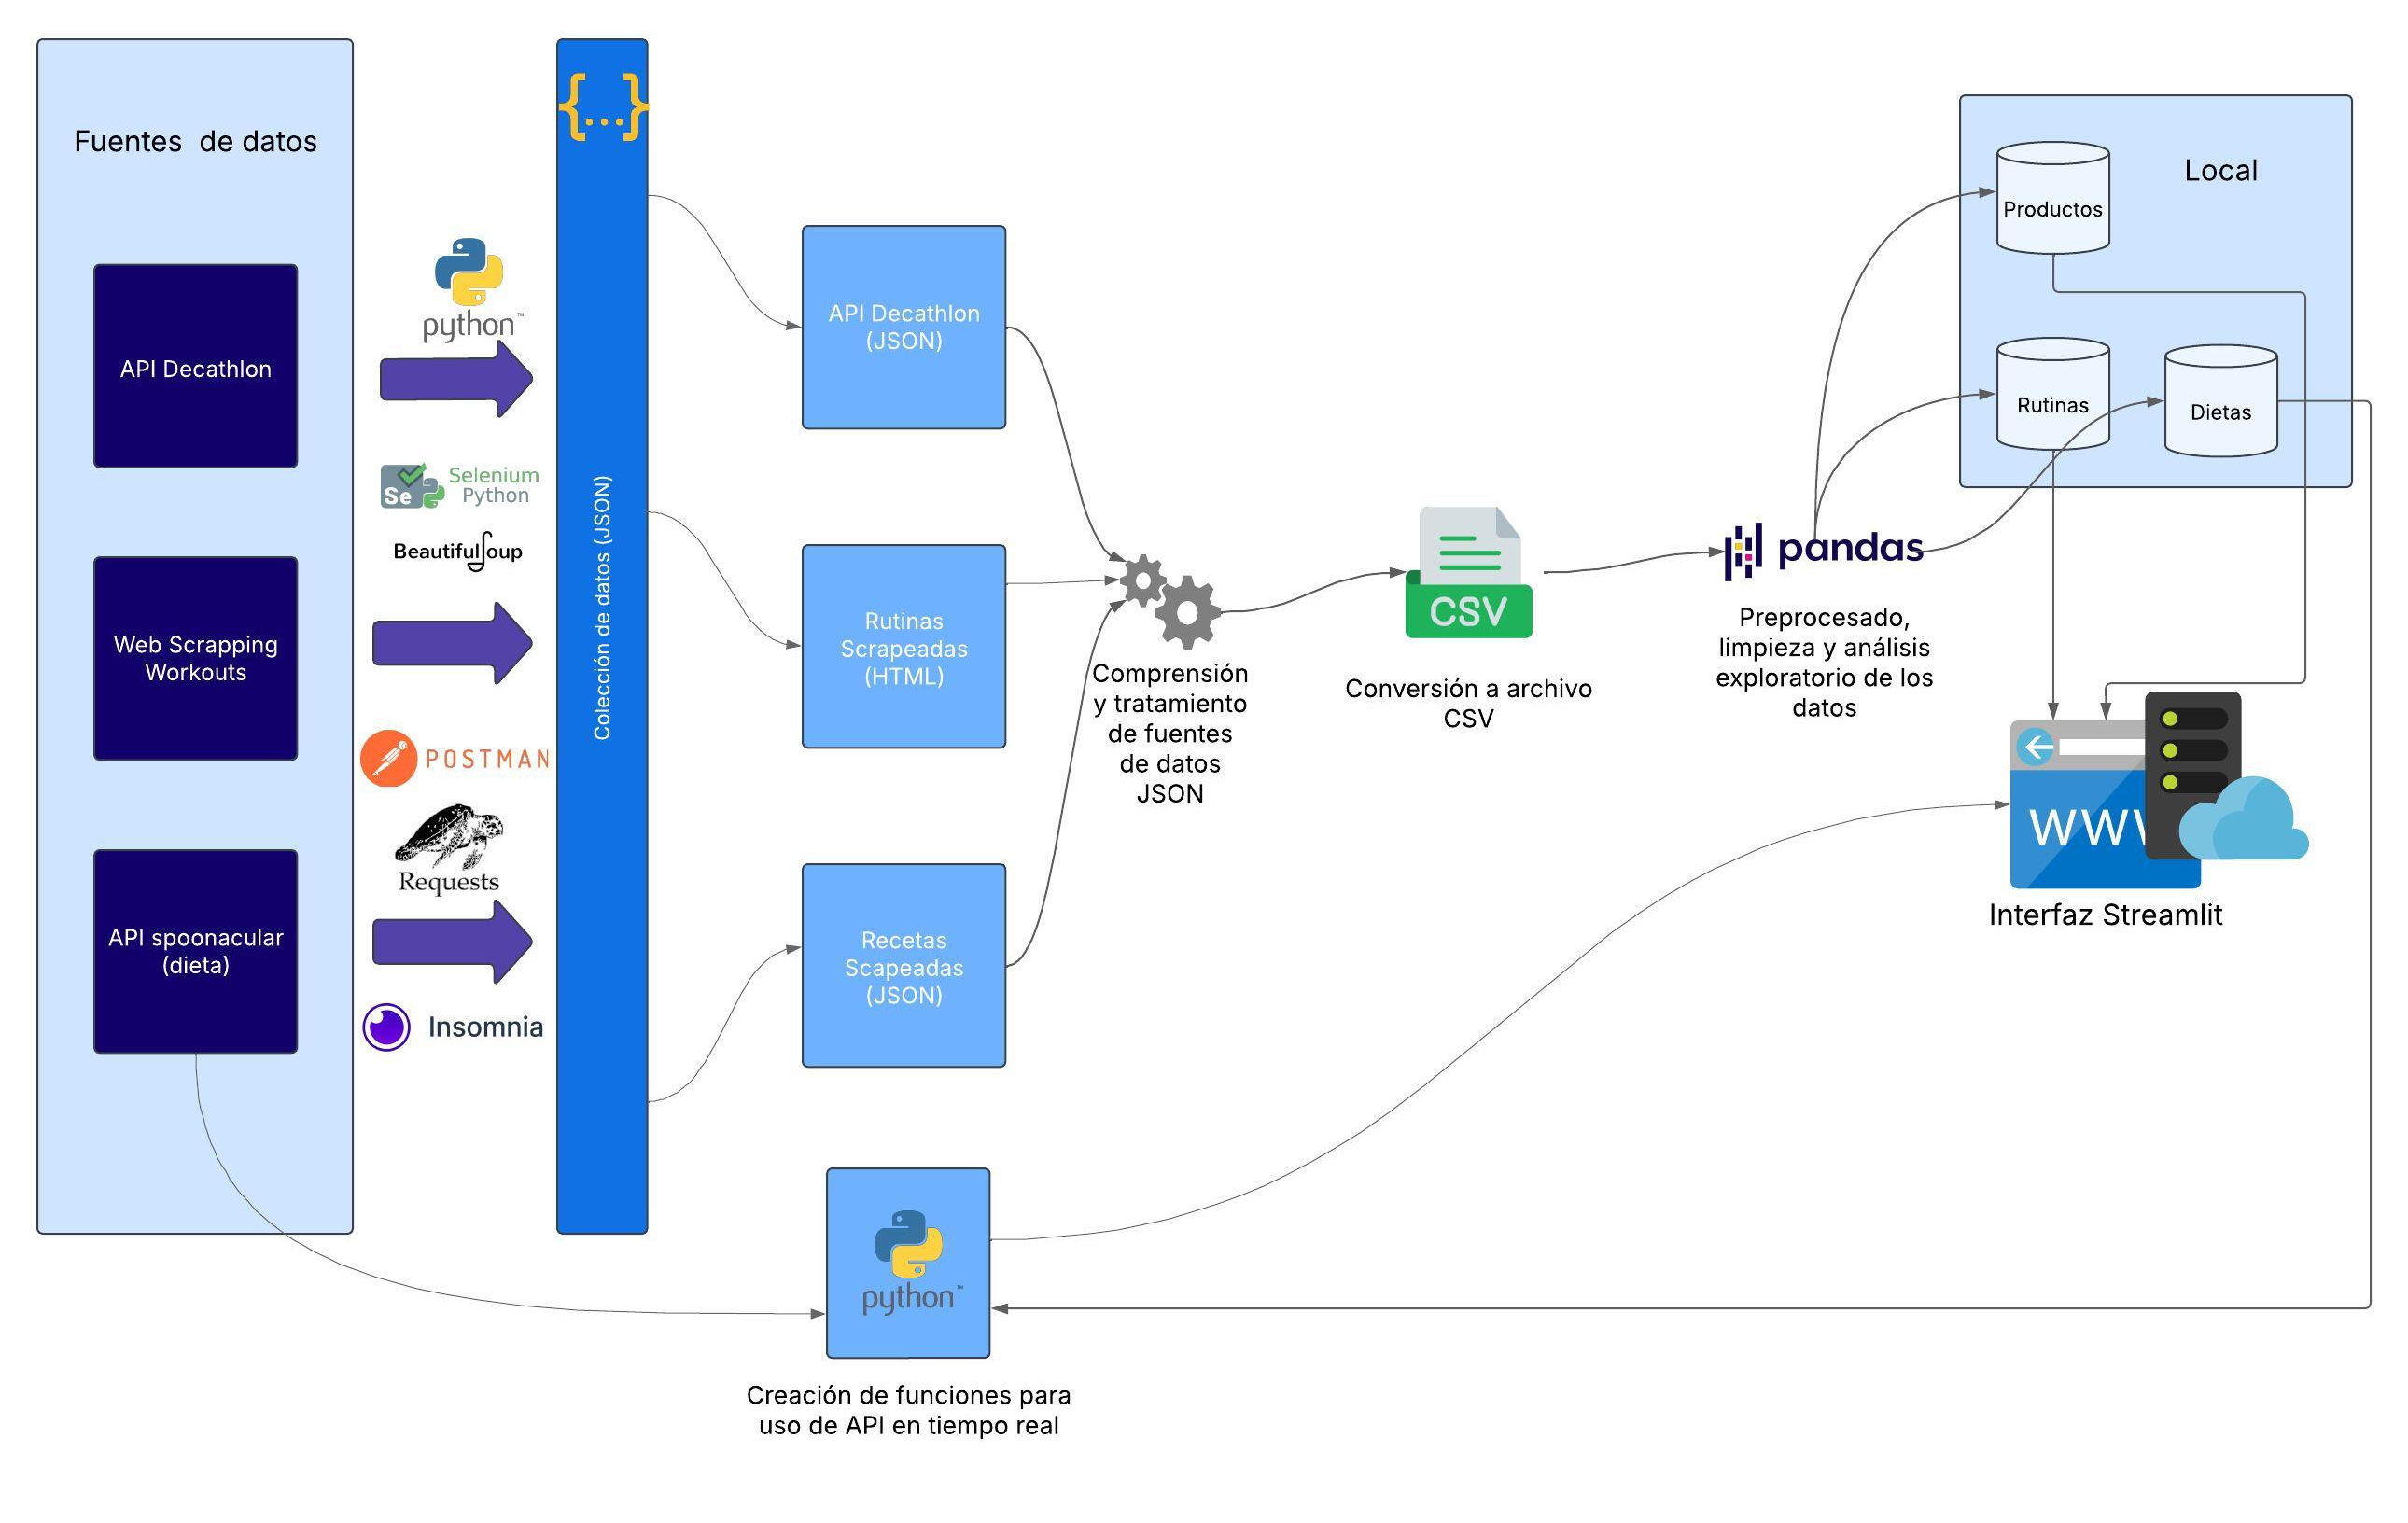 Fuentes  de datos
API Decathlon
Web Scrapping
Workouts
API spoonacular
(dieta)
python™
Se
Selenium
Python
BeautifulSoup
POSTMAN
Requests
Insomnia
{...}
Colección de datos (JSON)
API Decathlon
(JSON)
Rutinas
Scrapeadas
(HTML)
Recetas
Scapeadas
(JSON)
python™
Creación de funciones para
uso de API en tiempo real
Comprensión
y tratamiento
de fuentes
de datos
JSON
CSV
Conversión a archivo
CSV
pandas
Preprocesado,
limpieza y análisis
exploratorio de los
datos
Local
Productos
Rutinas
Dietas
WWW
Interfaz Streamlit